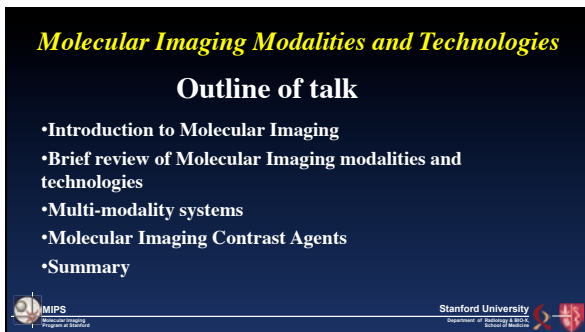 Molecular Imaging Modalities and Technologies
Outline of talk
•Introduction to Molecular Imaging
•Brief review of Molecular Imaging modalities and
technologies
•Multi-modality systems
•Molecular Imaging Contrast Agents
•Summary
MIPS
Molecular Imaging
Program at Stanford
Stanford University
Department of Radiology & BIO-X,
School of Medicine